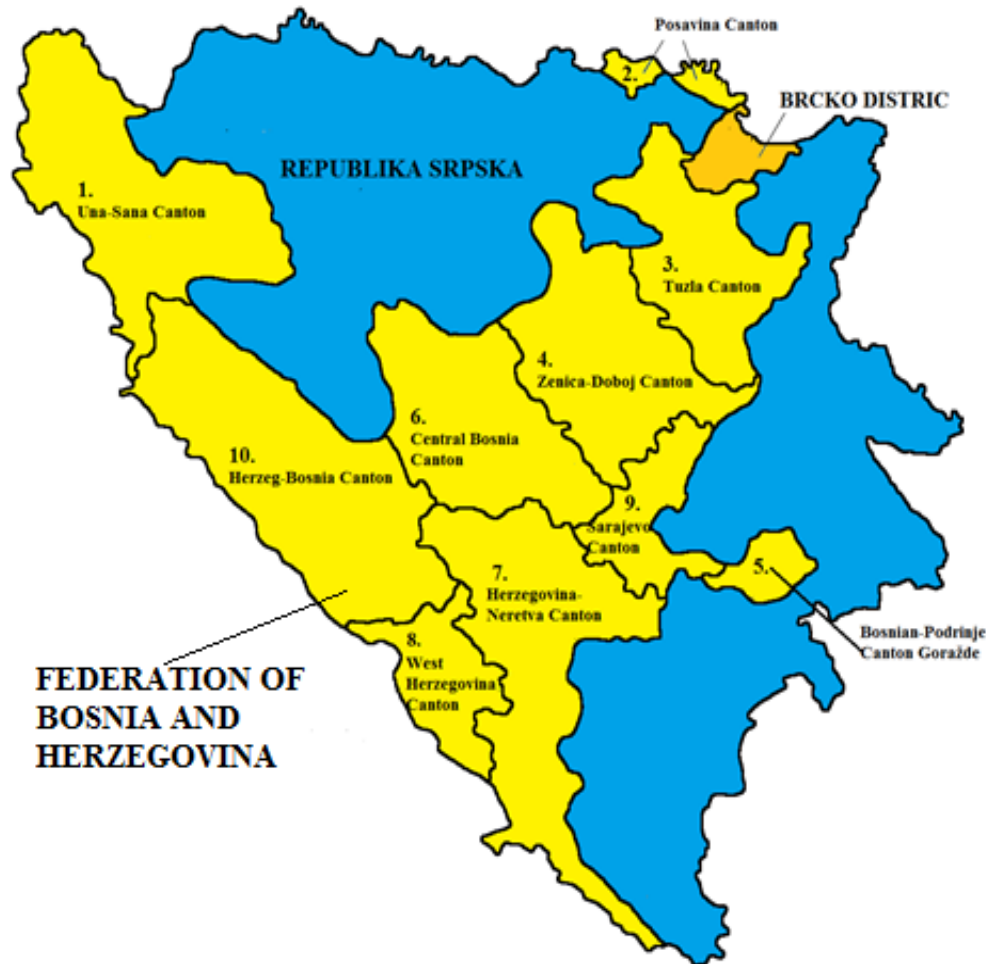 Posavina Canton
2.
BRCKO DISTRIC
REPUBLIKA SRPSKA
1.
Una-Sana Canton
3.
Tuzla Canton
4.
Zenica-Doboj Canton
6.
Central Bosnia
Canton
10.
Herzeg-Bosnia Canton
9.
Sarajevo
Canton
5.
7.
Herzegovina-
Neretva Canton
Bosnian-Podrinje
Canton Goražde
8.
West
Herzegovina
Canton
FEDERATION OF
BOSNIA AND
HERZEGOVINA